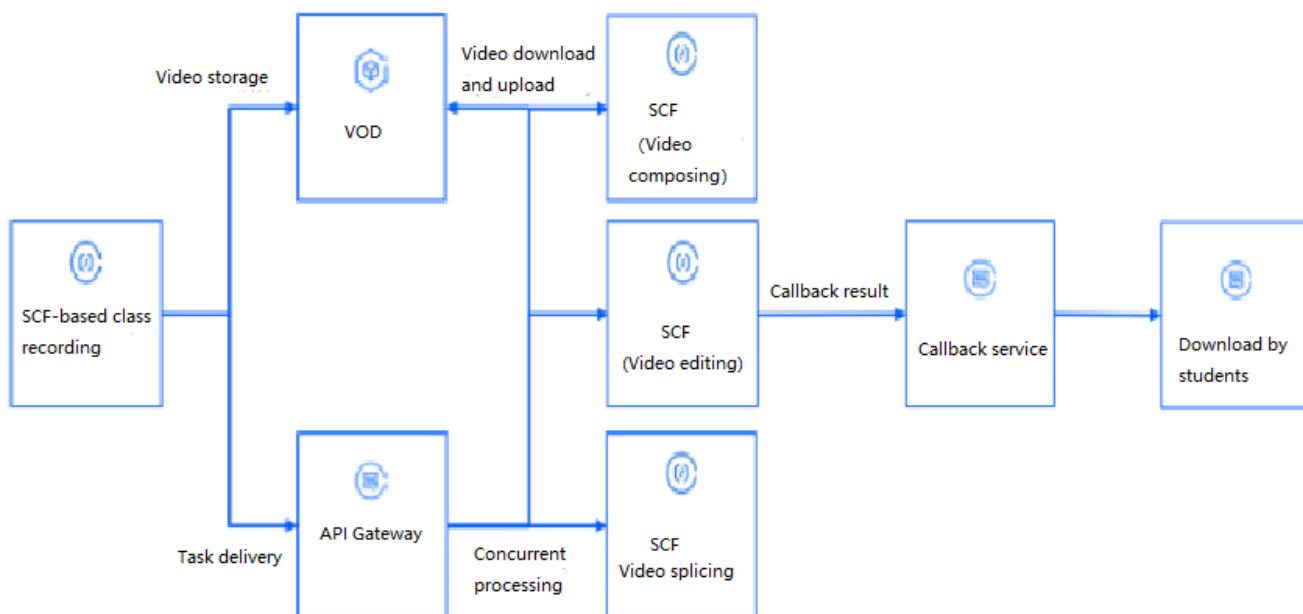 Video storage
VOD
Video download
and upload
SCF
(Video
composing)
SCF-based class
recording
SCF
(Video editing)
Callback result
Callback service
Download by
students
Task delivery
API Gateway
Concurrent
processing
SCF
Video splicing